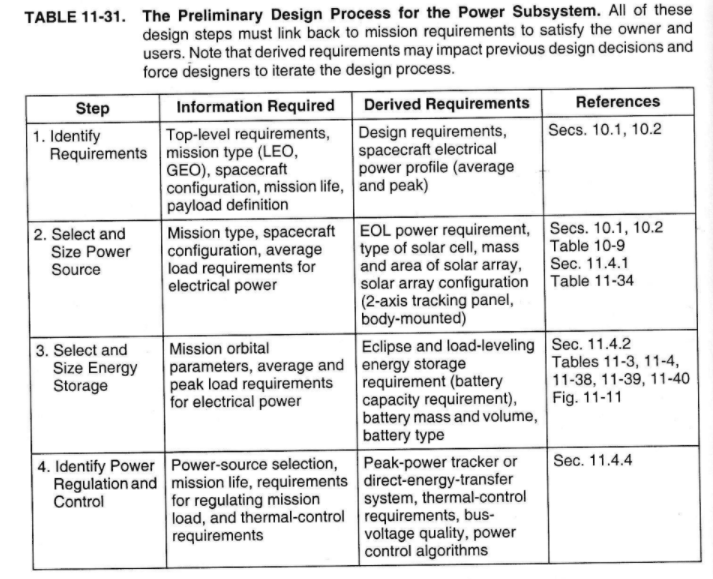 TABLE 11-31. The Preliminary Design Process for the Power Subsystem. All of these
design steps must link back to mission requirements to satisfy the owner and
users. Note that derived requirements may impact previous design decisions and
force designers to iterate the design process.
Step
Information Required
Derived Requirements
References
1. Identify
Requirements
Top-level requirements,
mission type (LEO,
GEO), spacecraft
configuration, mission life,
payload definition
Design requirements,
spacecraft electrical
power profile (average
and peak)
Secs. 10.1, 10.2
2. Select and
Size Power
Source
Mission type, spacecraft
configuration, average
load requirements for
electrical power
EOL power requirement,
type of solar cell, mass
and area of solar array,
solar array configuration
(2-axis tracking panel,
body-mounted)
Secs. 10.1, 10.2
Table 10-9
Sec. 11.4.1
Table 11-34
3. Select and
Size Energy
Storage
Mission orbital
parameters, average and
peak load requirements
for electrical power
Eclipse and load-leveling
energy storage
requirement (battery
capacity requirement),
battery mass and volume,
battery type
Sec. 11.4.2
Tables 11-3, 11-4,
11-38, 11-39, 11-40
Fig. 11-11
4. Identify Power
Regulation and
Control
Power-source selection,
mission life, requirements
for regulating mission
load, and thermal-control
requirements
Peak-power tracker or
direct-energy-transfer
system, thermal-control
requirements, bus-
voltage quality, power
control algorithms
Sec. 11.4.4